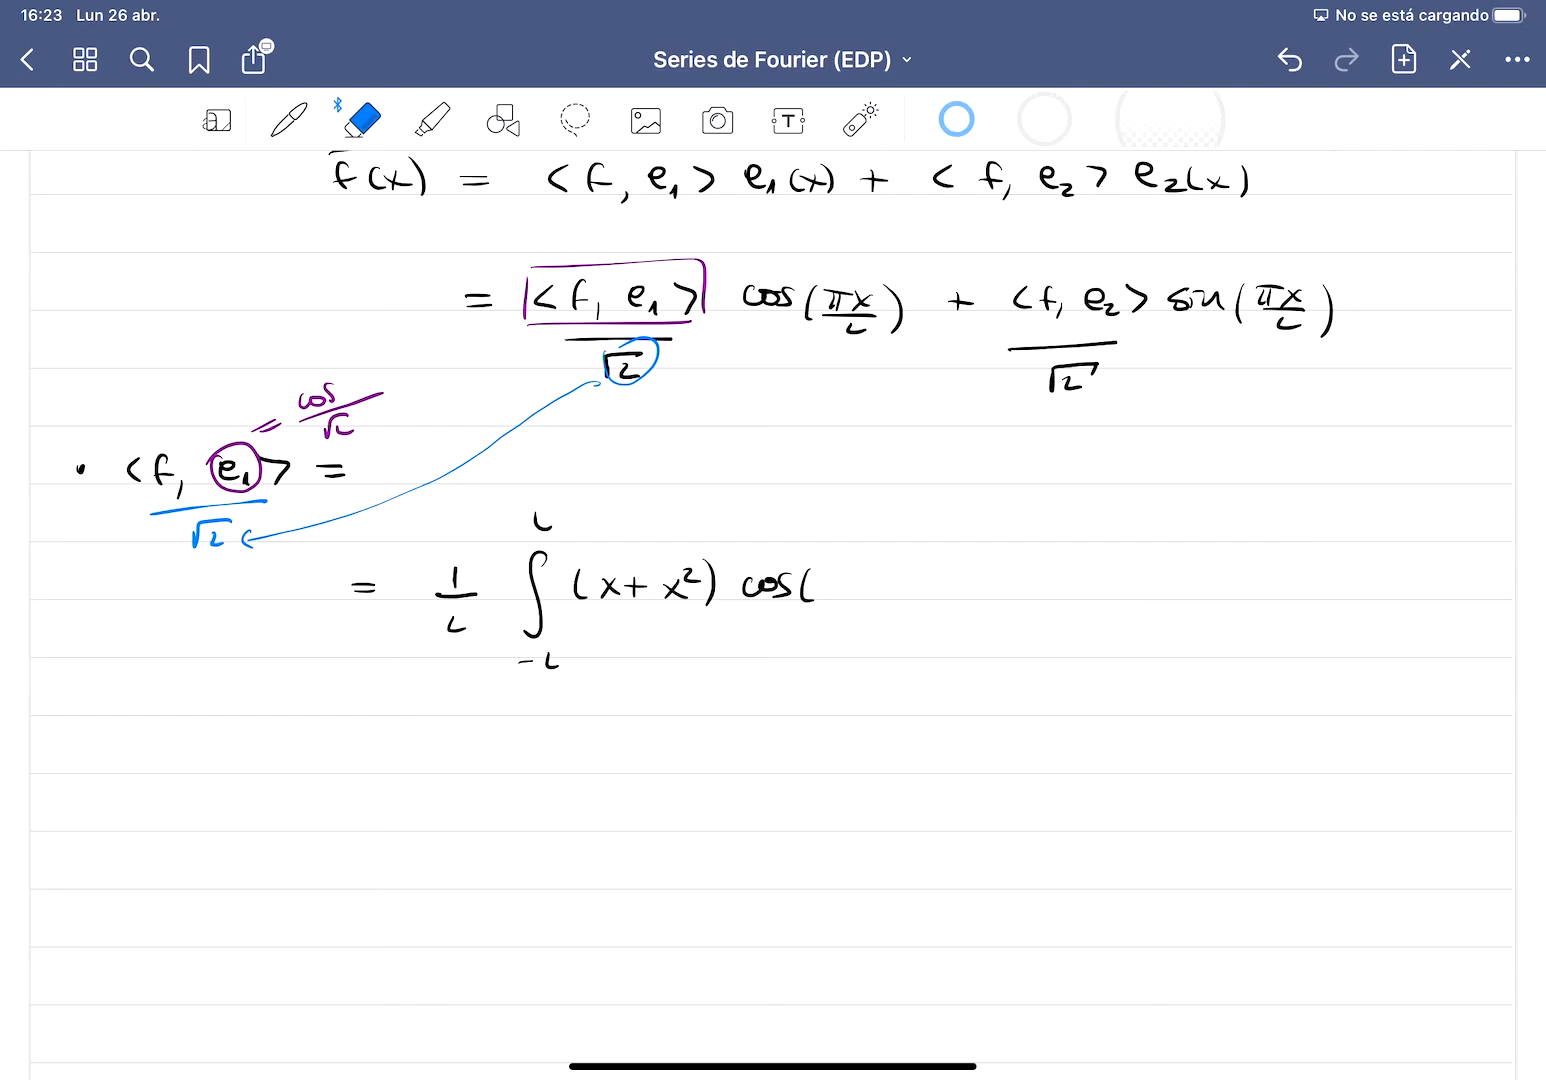 16:23 Lun 26 abr. No se está cargando
Series de Fourier (EDP)
f(x) = <f, e₁> e₁(x) + <f, e₂> e₂(x)
= <f, e₁>/√2 cos(πx/L) + <f, e₂>/√2 sin(πx/L)
= cos/√2
• <f, e₁>/√2 =
= 1/L ∫_{-L}^{L} (x + x²) cos(